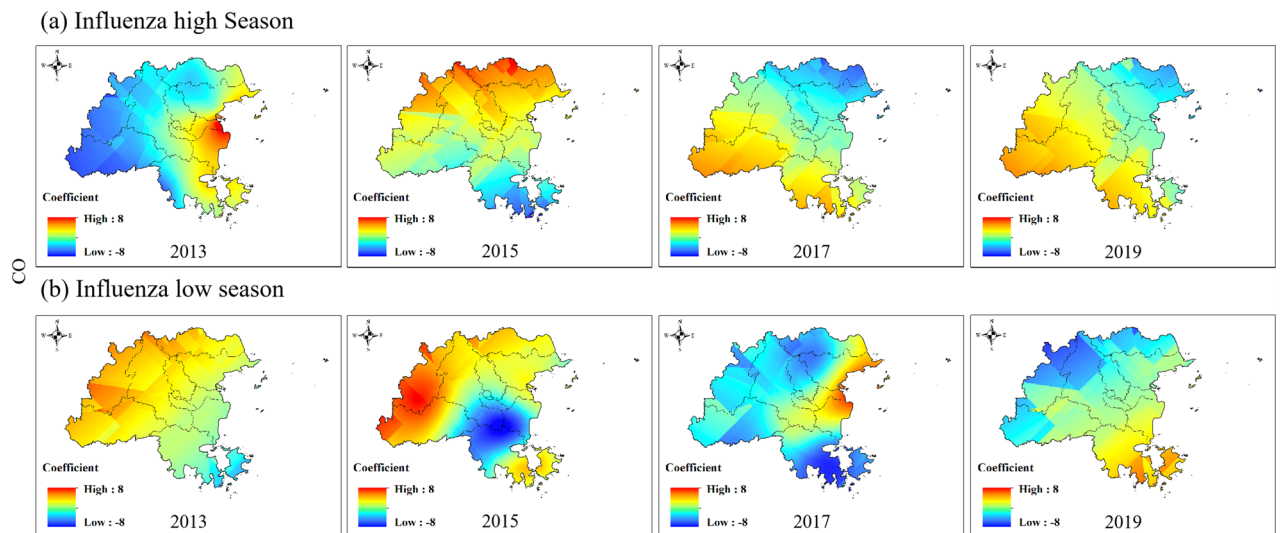 (a) Influenza high Season
N
W E
S
N
W E
S
N
W E
S
N
W E
S
Coefficient
High : 8
Low : -8
2013
Coefficient
High : 8
Low : -8
2015
Coefficient
High : 8
Low : -8
2017
Coefficient
High : 8
Low : -8
2019
CO
(b) Influenza low season
N
W E
S
W E
S
N
W E
S
N
W E
S
Coefficient
High : 8
Low : -8
2013
Coefficient
High : 8
Low : -8
2015
Coefficient
High : 8
Low : -8
2017
Coefficient
High : 8
Low : -8
2019